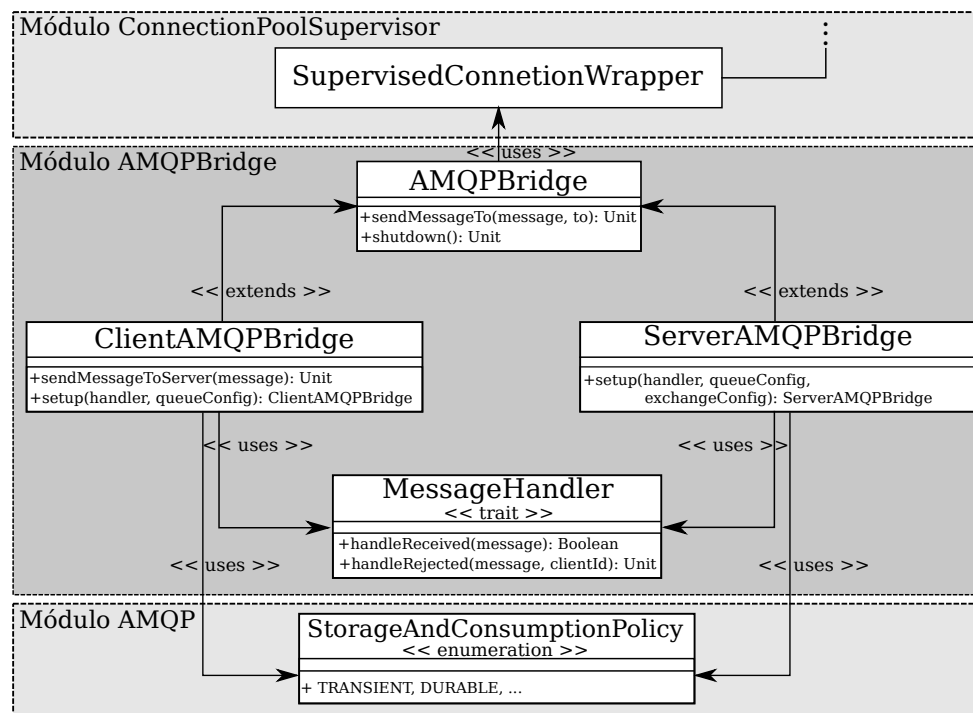 Módulo ConnectionPoolSupervisor
SupervisedConnetionWrapper
<< uses >>
Módulo AMQPBridge
AMQPBridge
+sendMessageTo(message, to): Unit
+shutdown(): Unit
<< extends >>
<< extends >>
ClientAMQPBridge
+sendMessageToServer(message): Unit
+setup(handler, queueConfig): ClientAMQPBridge
ServerAMQPBridge
+setup(handler, queueConfig,
exchangeConfig): ServerAMQPBridge
<< uses >>
<< uses >>
MessageHandler
<< trait >>
+handleReceived(message): Boolean
+handleRejected(message, clientId): Unit
<< uses >>
<< uses >>
Módulo AMQP
StorageAndConsumptionPolicy
<< enumeration >>
+ TRANSIENT, DURABLE, ...